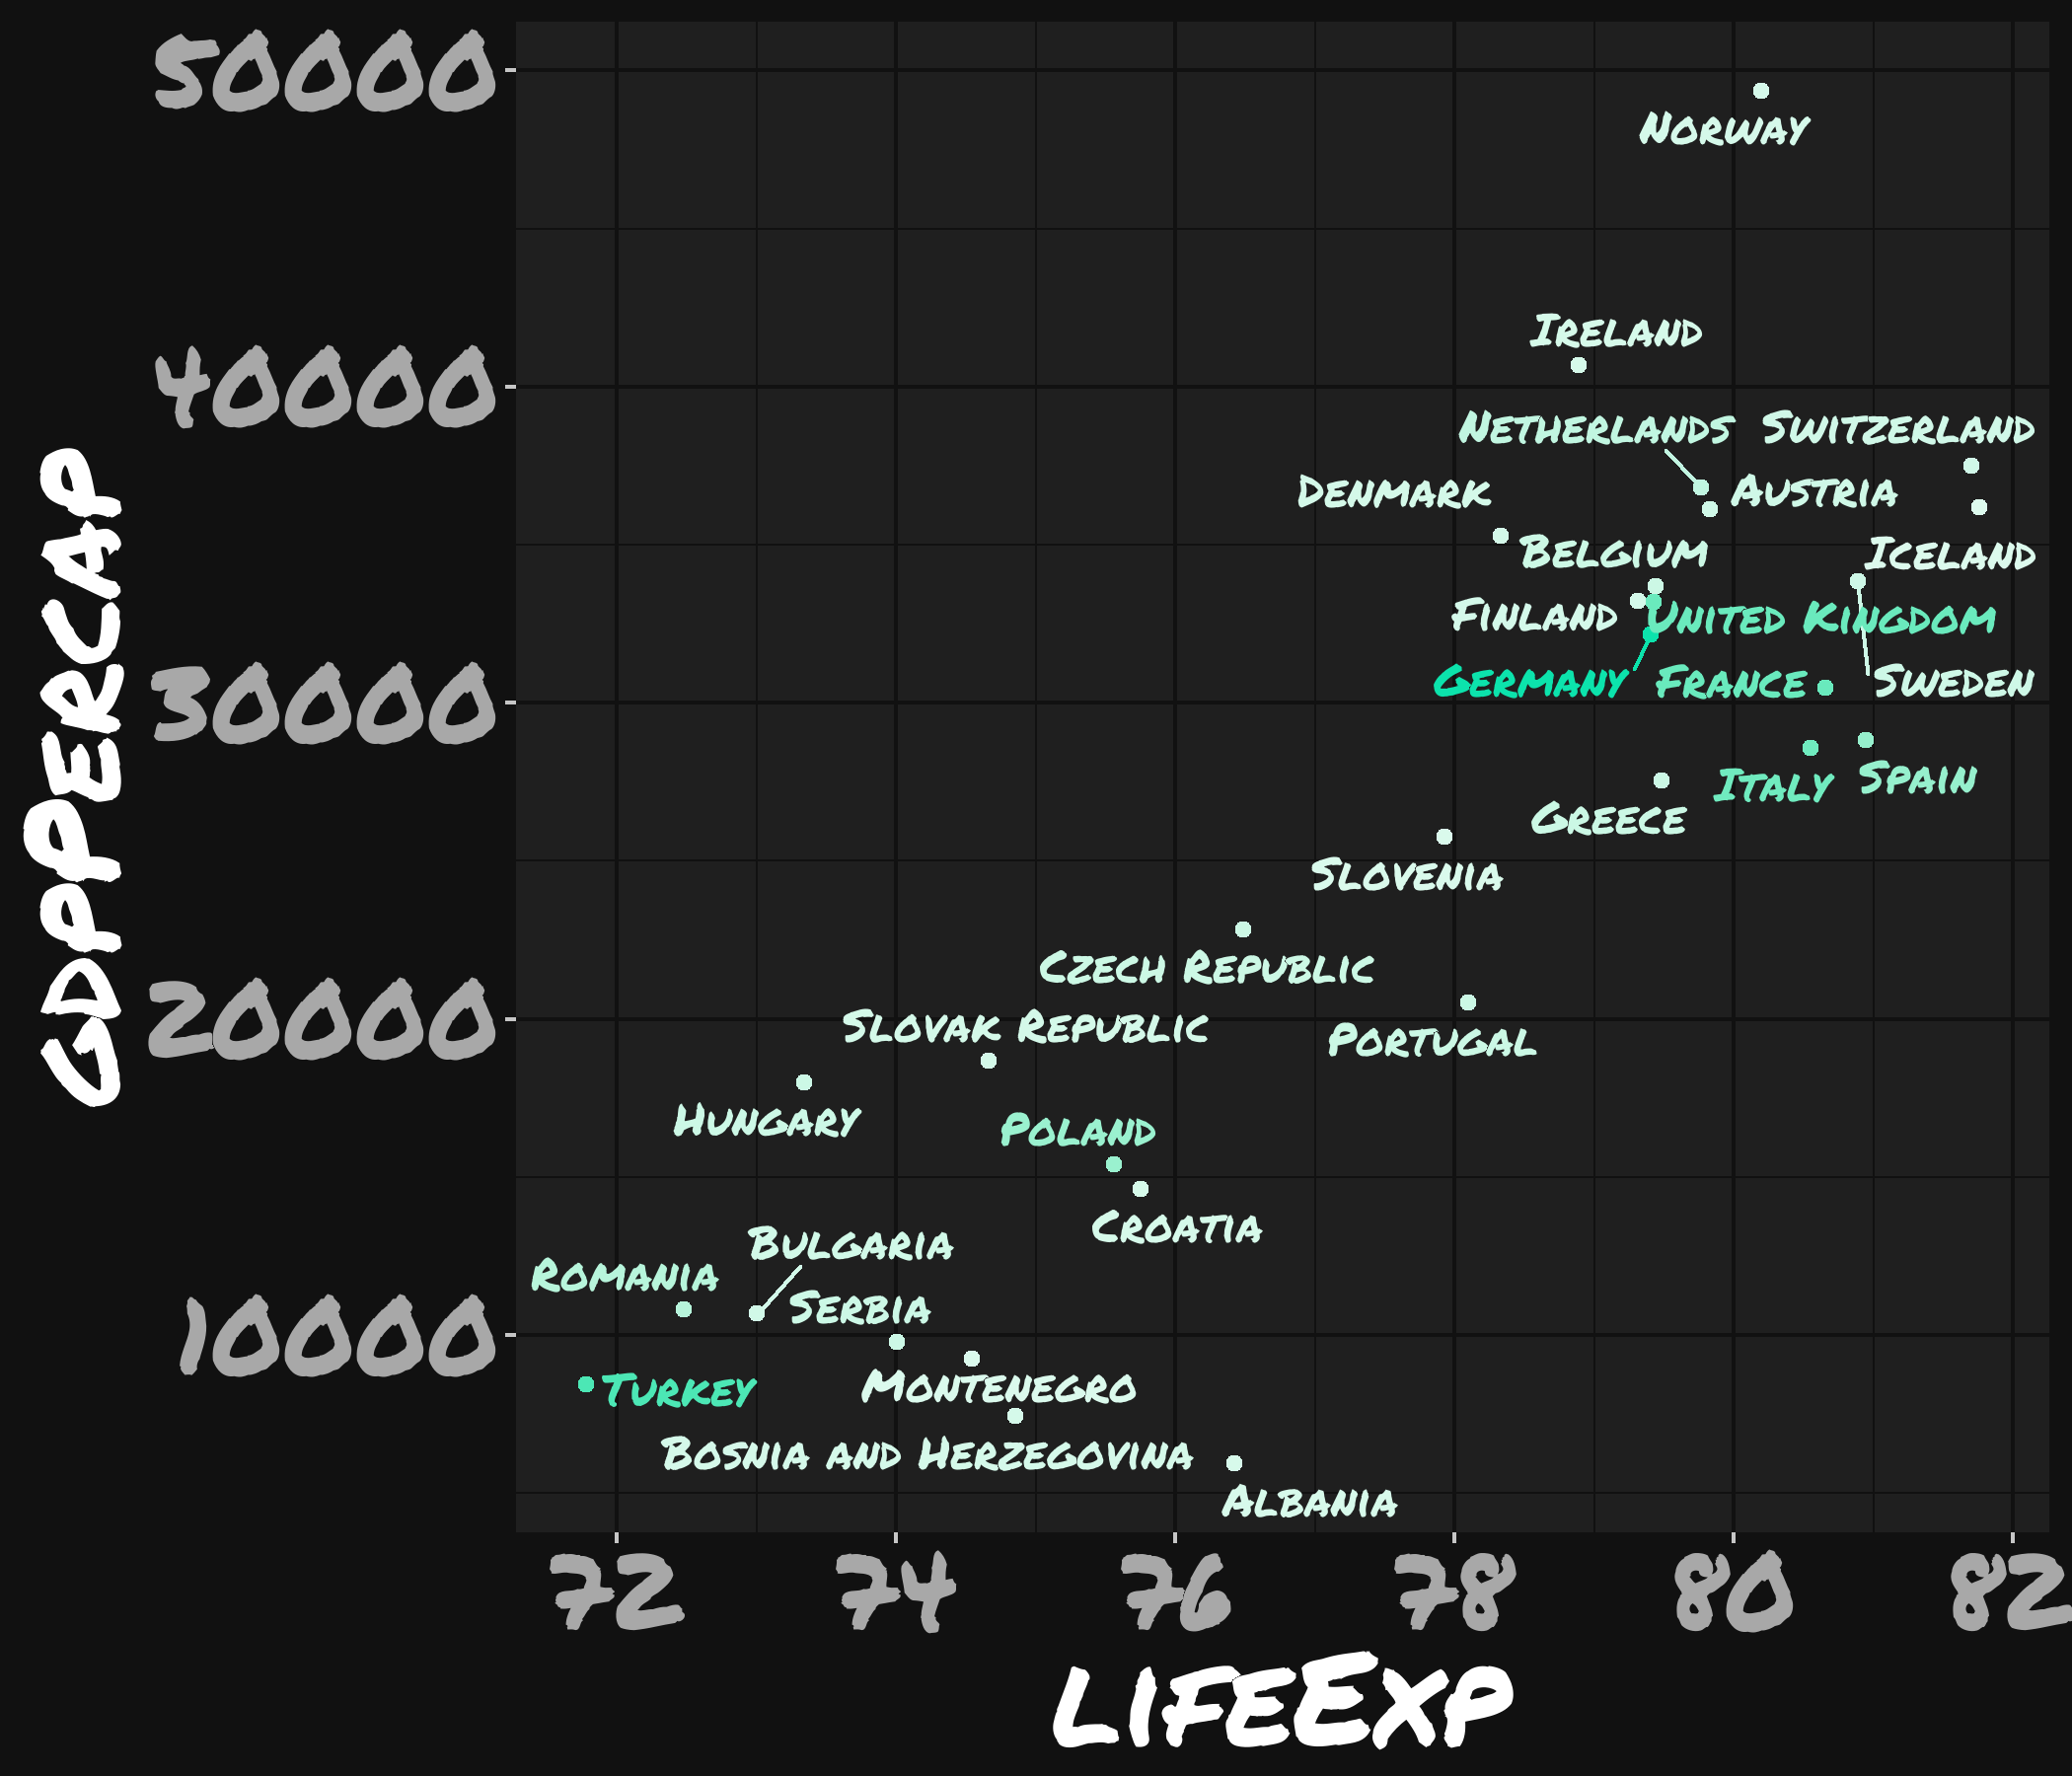 50000
Norway
Ireland
40000
Netherlands Switzerland
Denmark
Austria
Belgium
Iceland
Finland
United Kingdom
Germany
France
Sweden
30000
Italy
Spain
Greece
Slovenia
Czech Republic
20000
Slovak Republic
Portugal
Hungary
Poland
Croatia
Bulgaria
Romania
Serbia
10000
Turkey
Montenegro
Bosnia and Herzegovina
Albania
72 74 76 78 80 82
lifeExp
gdpPercap